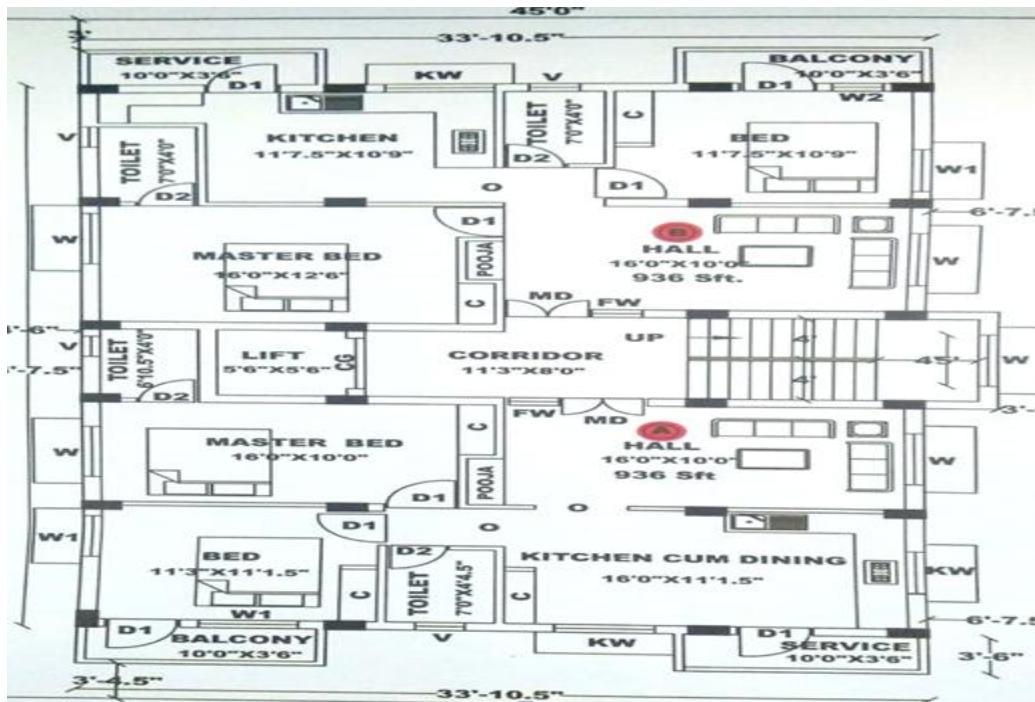 45'0"
3'
33'-10.5"
SERVICE
10'0"X3'6"
D1
KW
V
BALCONY
10'0"X3'6"
D1
W2
V
TOILET
7'0"X4'0"
D2
KITCHEN
11'7.5"X10'9"
TOILET
7'0"X4'0"
D2
C
BED
11'7.5"X10'9"
D1
W1
O
6'-7.5
W
D1
MASTER BED
16'0"X12'6"
POOJA
C
B
HALL
16'0"X10'0"
936 Sft.
W
MD
FW
V
TOILET
6'10.5"X4'0"
D2
LIFT
5'6"X5'6"
CG
CORRIDOR
11'3"X8'0"
UP
4'
4'
45'
W
-6"
-7.5"
3'-
FW
MD
W
MASTER BED
16'0"X10'0"
C
POOJA
D1
A
HALL
16'0"X10'0"
936 Sft
W
O
O
W1
D1
BED
11'3"X11'1.5"
W1
D2
TOILET
7'0"X4'4.5"
C
C
KITCHEN CUM DINING
16'0"X11'1.5"
KW
D1
BALCONY
10'0"X3'6"
V
KW
D1
SERVICE
10'0"X3'6"
6'-7.5
3'-6"
3'-4.5"
33'-10.5"